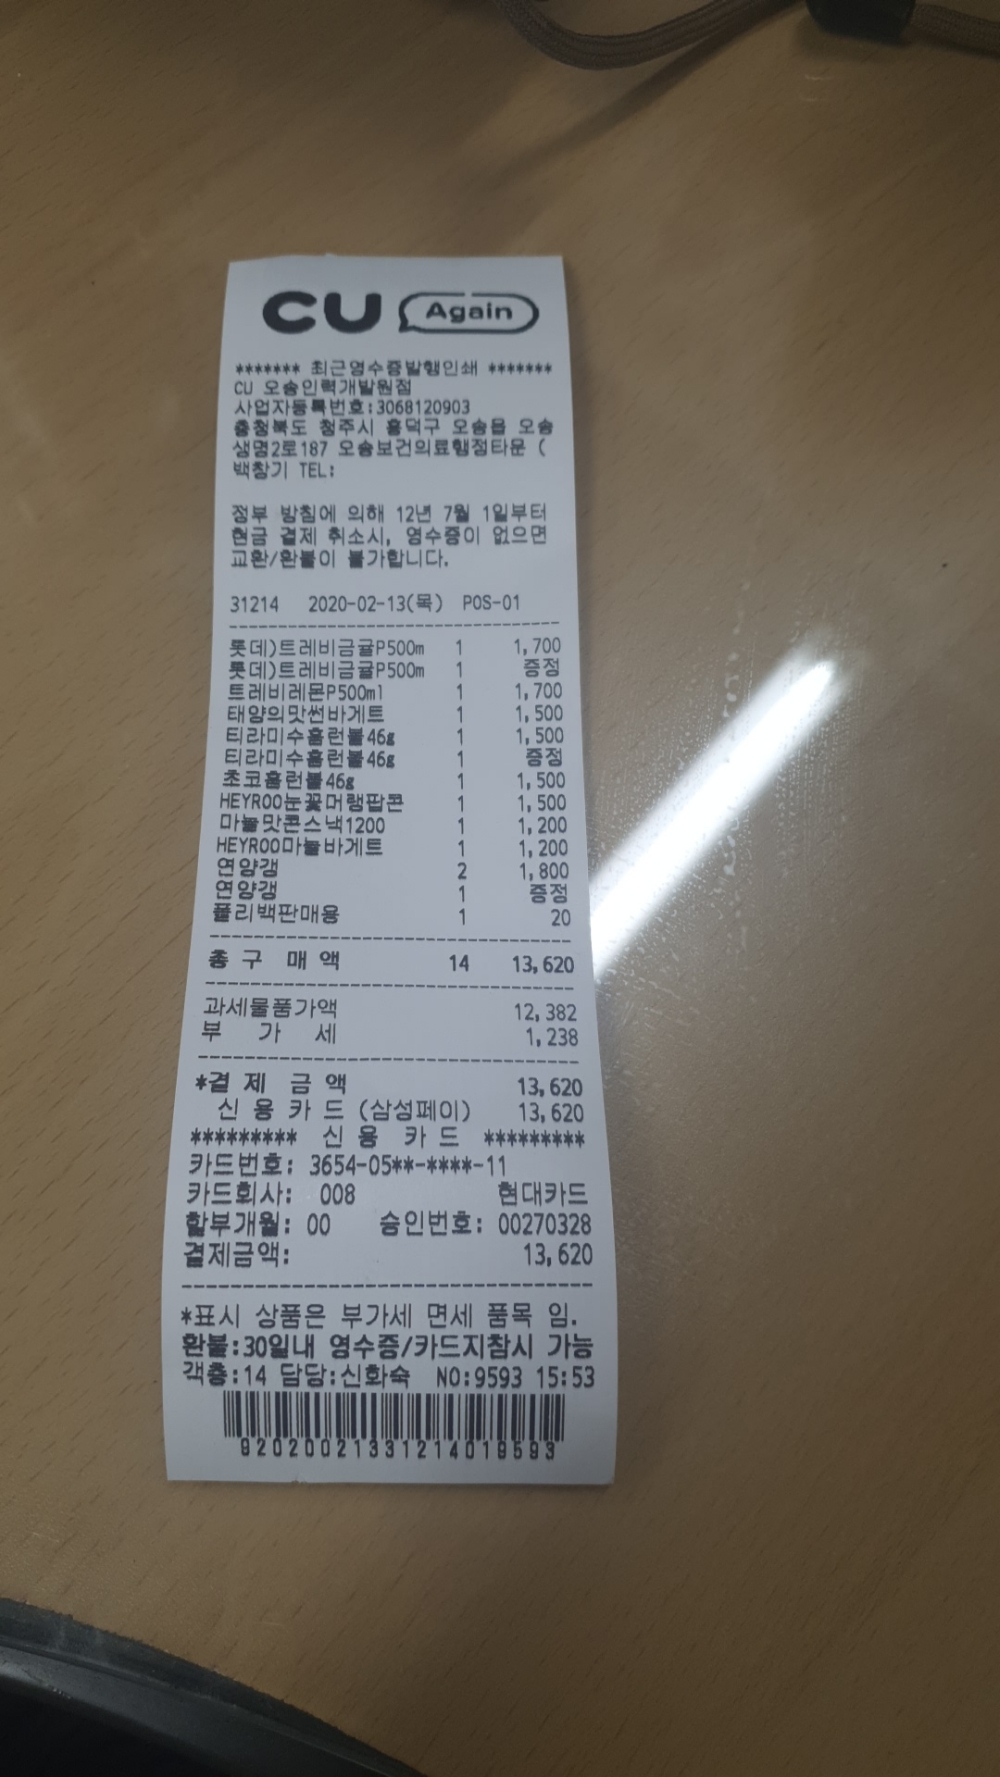 CU Again
******* 최근영수증발행인쇄 *******
CU 오송인력개발원점
사업자등록번호:3068120903
충청북도 청주시 흥덕구 오송읍 오송
생명2로187 오송보건의료행정타운 (
백창기 TEL:
정부 방침에 의해 12년 7월 1일부터
현금 결제 취소시, 영수증이 없으면
교환/환불이 불가합니다.
31214 2020-02-13(목) POS-01
롯데)트레비금귤P500m 1 1,700
롯데)트레비금귤P500m 1 증정
트레비레몬P500ml 1 1,700
태양의맛썬바게트 1 1,500
티라미수홈런볼46g 1 1,500
티라미수홈런볼46g 1 증정
초코홈런볼46g 1 1,500
HEYROO눈꽃머랭팝콘 1 1,500
마늘맛콘스낵1200 1 1,200
HEYROO마늘바게트 1 1,200
연양갱 2 1,800
연양갱 1 증정
폴리백판매용 1 20
총 구 매 액 14 13,620
과세물품가액 12,382
부 가 세 1,238
*결 제 금 액 13,620
신 용 카 드 (삼성페이) 13,620
********* 신 용 카 드 *********
카드번호: 3654-05**-****-11
카드회사: 008 현대카드
할부개월: 00 승인번호: 00270328
결제금액: 13,620
*표시 상품은 부가세 면세 품목 임.
환불:30일내 영수증/카드지참시 가능
객층:14 담당:신화숙 NO:9593 15:53
92020021331214019593